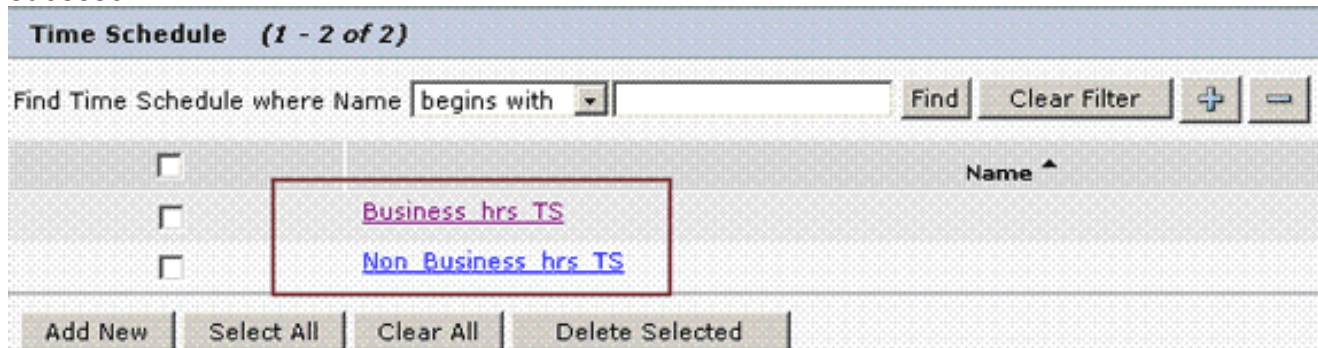 Time Schedule (1 - 2 of 2)
Find Time Schedule where Name begins with Find Clear Filter
Name
Business_hrs_TS
Non_Business_hrs_TS
Add New Select All Clear All Delete Selected